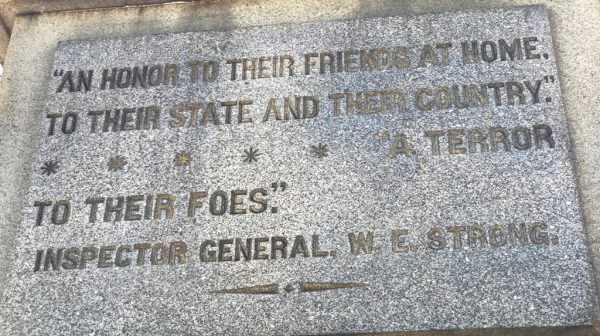 "AN HONOR TO THEIR FRIENDS AT HOME.
TO THEIR STATE AND THEIR COUNTRY."
* * * * * "A TERROR
TO THEIR FOES."
INSPECTOR GENERAL. W. E. STRONG.